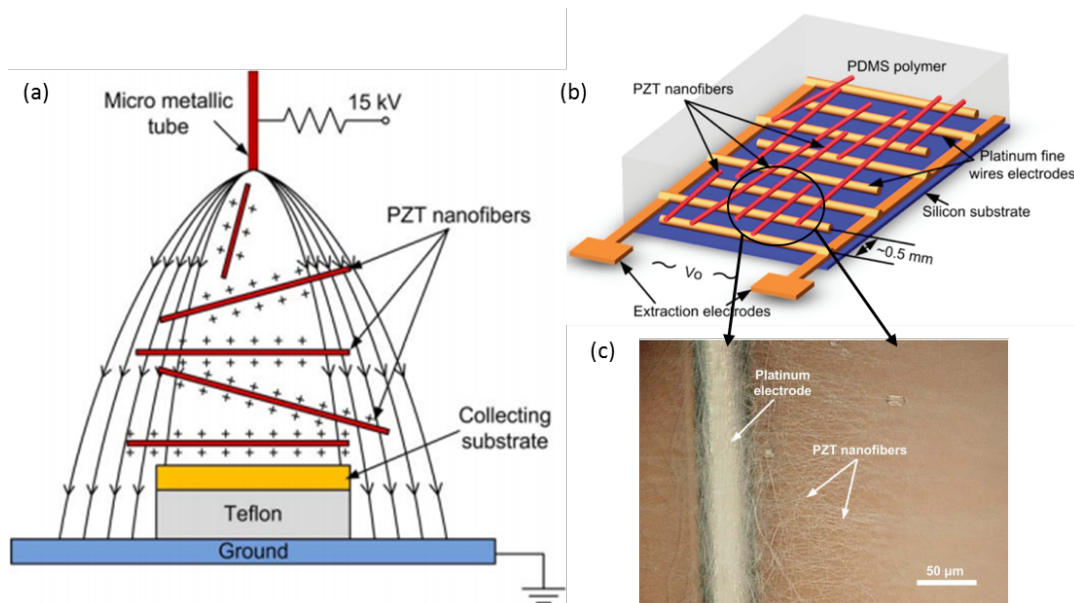 (a)
Micro metallic
tube
15 kV
PZT nanofibers
Collecting
substrate
Teflon
Ground
(b)
PDMS polymer
PZT nanofibers
Platinum fine
wires electrodes
Silicon substrate
~0.5 mm
~ Vo ~
Extraction electrodes
(c)
Platinum
electrode
PZT nanofibers
50 µm